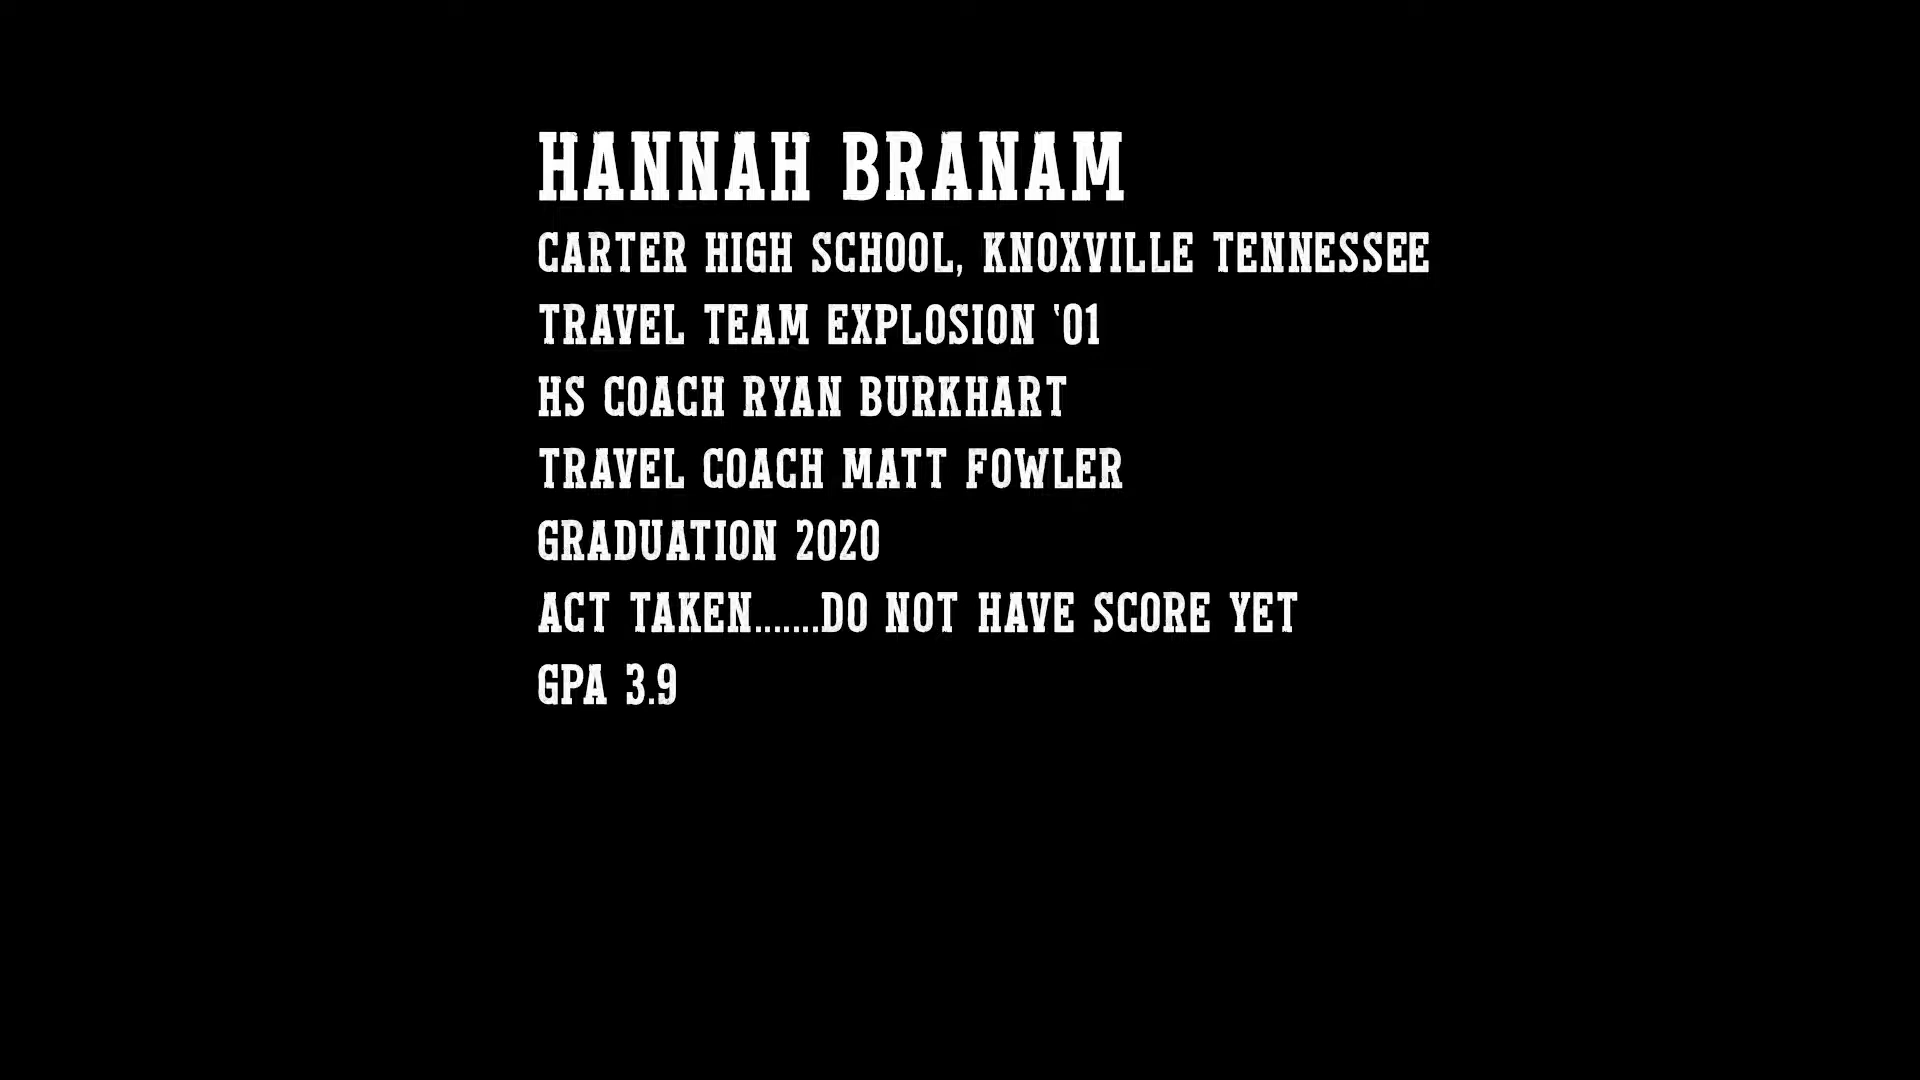 HANNAH BRANAM
CARTER HIGH SCHOOL, KNOXVILLE TENNESSEE
TRAVEL TEAM EXPLOSION '01
HS COACH RYAN BURKHART
TRAVEL COACH MATT FOWLER
GRADUATION 2020
ACT TAKEN.......DO NOT HAVE SCORE YET
GPA 3.9